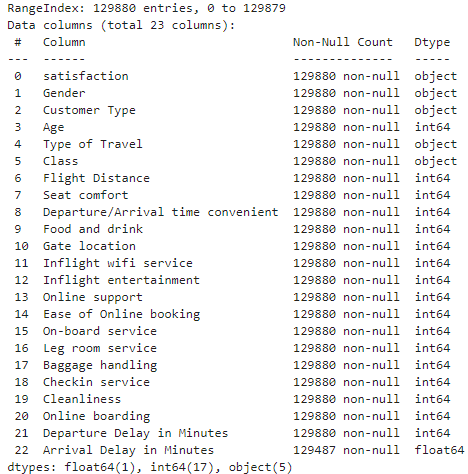 RangeIndex: 129880 entries, 0 to 129879
Data columns (total 23 columns):
 #   Column                             Non-Null Count   Dtype
---  ------                             --------------   -----
 0   satisfaction                       129880 non-null  object
 1   Gender                             129880 non-null  object
 2   Customer Type                      129880 non-null  object
 3   Age                                129880 non-null  int64
 4   Type of Travel                     129880 non-null  object
 5   Class                              129880 non-null  object
 6   Flight Distance                    129880 non-null  int64
 7   Seat comfort                       129880 non-null  int64
 8   Departure/Arrival time convenient  129880 non-null  int64
 9   Food and drink                     129880 non-null  int64
 10  Gate location                      129880 non-null  int64
 11  Inflight wifi service              129880 non-null  int64
 12  Inflight entertainment             129880 non-null  int64
 13  Online support                     129880 non-null  int64
 14  Ease of Online booking             129880 non-null  int64
 15  On-board service                   129880 non-null  int64
 16  Leg room service                   129880 non-null  int64
 17  Baggage handling                   129880 non-null  int64
 18  Checkin service                    129880 non-null  int64
 19  Cleanliness                        129880 non-null  int64
 20  Online boarding                    129880 non-null  int64
 21  Departure Delay in Minutes         129880 non-null  int64
 22  Arrival Delay in Minutes           129487 non-null  float64
dtypes: float64(1), int64(17), object(5)